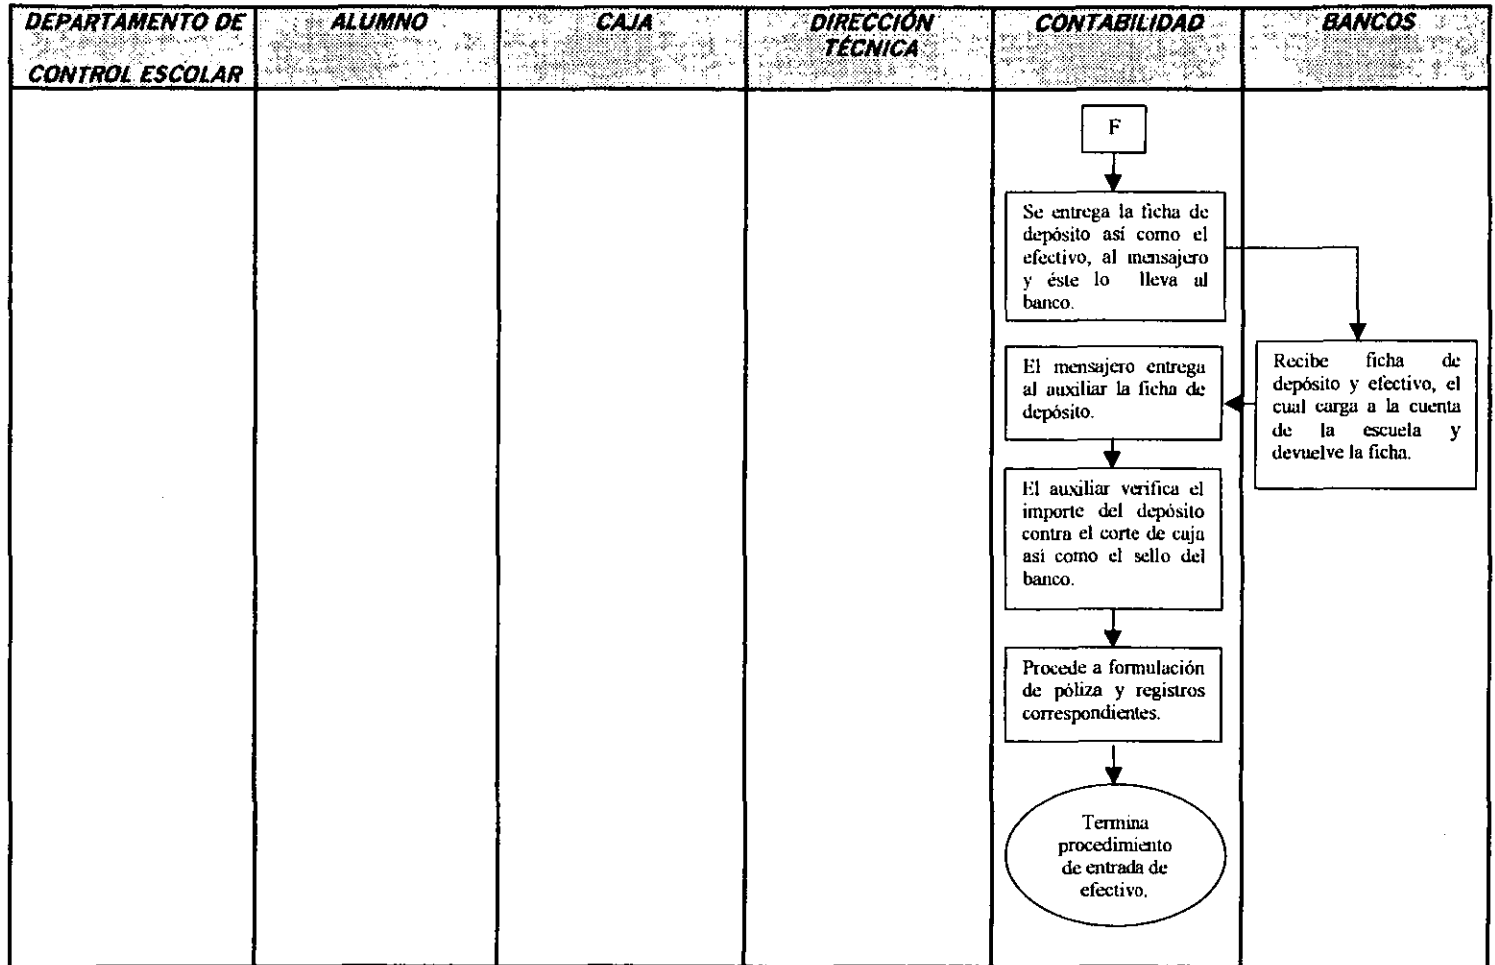 DEPARTAMENTO DE
CONTROL ESCOLAR
ALUMNO
CAJA
DIRECCIÓN
TÉCNICA
CONTABILIDAD
BANCOS
F
Se entrega la ficha de
depósito así como el
efectivo, al mensajero
y éste lo lleva al
banco.
Recibe ficha de
depósito y efectivo, el
cual carga a la cuenta
de la escuela y
devuelve la ficha.
El mensajero entrega
al auxiliar la ficha de
depósito.
El auxiliar verifica el
importe del depósito
contra el corte de caja
así como el sello del
banco.
Procede a formulación
de póliza y registros
correspondientes.
Termina
procedimiento
de entrada de
efectivo.